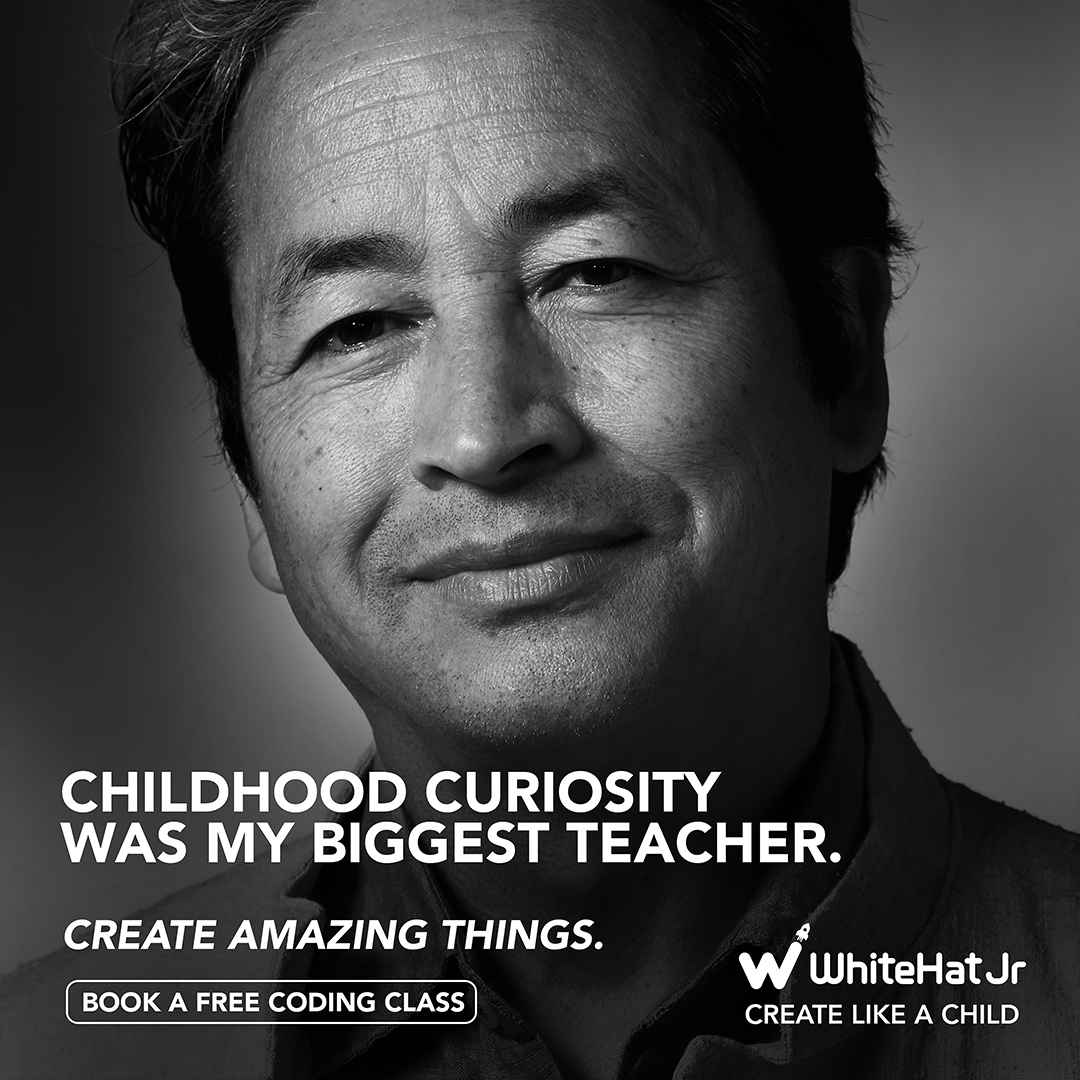 CHILDHOOD CURIOSITY
WAS MY BIGGEST TEACHER.
CREATE AMAZING THINGS.
BOOK A FREE CODING CLASS
WhiteHat Jr
CREATE LIKE A CHILD